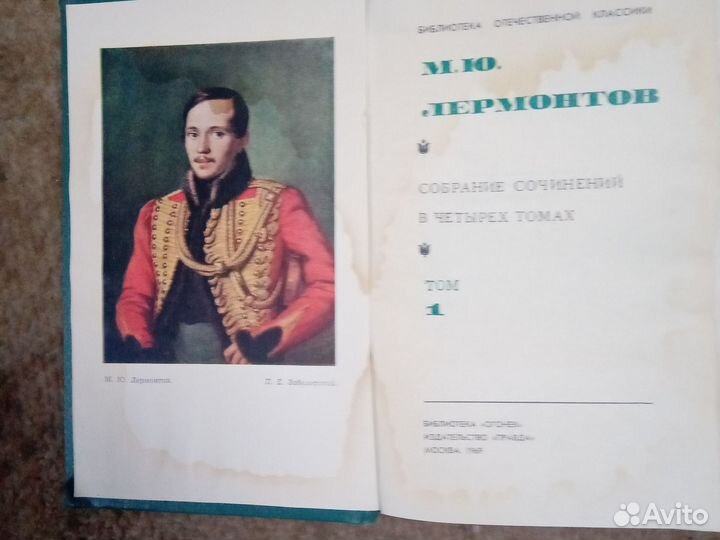 М. Ю. Лермонтов.
П. Е. Заболотский.
БИБЛИОТЕКА ОТЕЧЕСТВЕННОЙ КЛАССИКИ
М.Ю.
ЛЕРМОНТОВ
СОБРАНИЕ СОЧИНЕНИЙ
В ЧЕТЫРЕХ ТОМАХ
ТОМ
1
БИБЛИОТЕКА «ОГОНЕК»
ИЗДАТЕЛЬСТВО «ПРАВДА»
МОСКВА. 1969
Avito